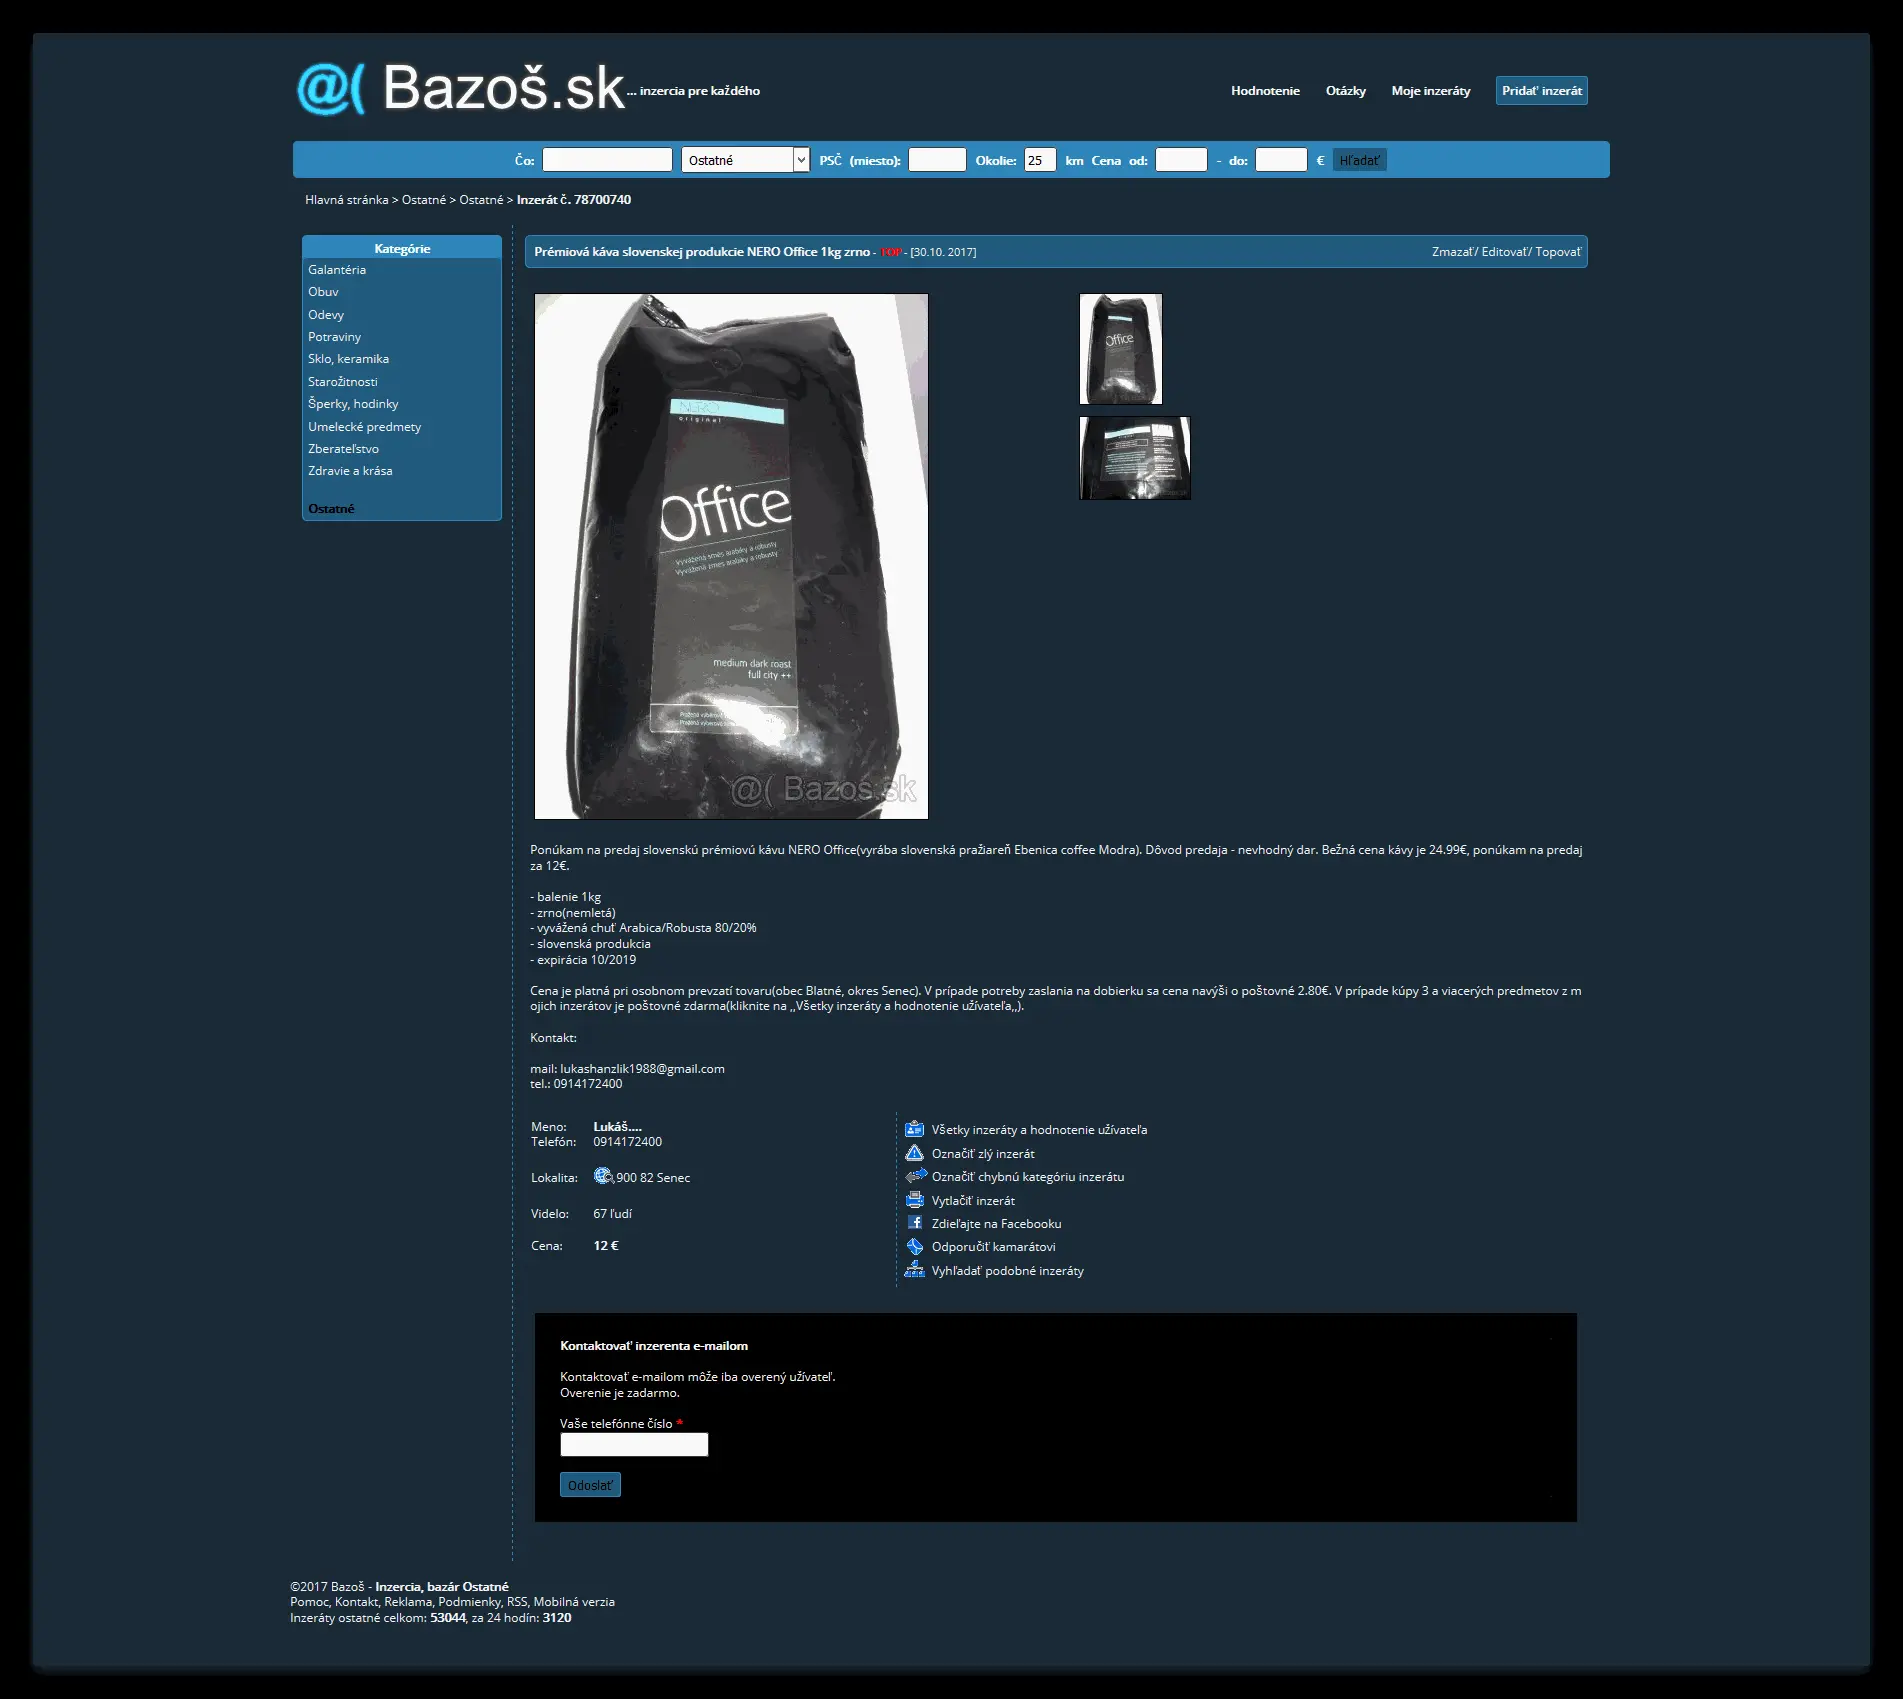 @( Bazoš.sk ... inzercia pre každého
Hodnotenie Otázky Moje inzeráty Pridať inzerát
Čo: Ostatné PSČ (miesto): Okolie: 25 km Cena od: - do: € Hľadať
Hlavná stránka > Ostatné > Ostatné > Inzerát č. 78700740
Kategórie
Galantéria
Obuv
Odevy
Potraviny
Sklo, keramika
Starožitnosti
Šperky, hodinky
Umelecké predmety
Zberateľstvo
Zdravie a krása
Ostatné
Prémiová káva slovenskej produkcie NERO Office 1kg zrno - TOP - [30.10. 2017]
Zmazať/ Editovať/ Topovať
NERO
original
Office
Vyvážená směs arabiky a robusty
Vyvážená zmes arabiky a robusty
medium dark roast
full city ++
@( Bazoš.sk
Office
Ponúkam na predaj slovenskú prémiovú kávu NERO Office(vyrába slovenská pražiareň Ebenica coffee Modra). Dôvod predaja - nevhodný dar. Bežná cena kávy je 24.99€, ponúkam na predaj
za 12€.
- balenie 1kg
- zrno(nemletá)
- vyvážená chuť Arabica/Robusta 80/20%
- slovenská produkcia
- expirácia 10/2019
Cena je platná pri osobnom prevzatí tovaru(obec Blatné, okres Senec). V prípade potreby zaslania na dobierku sa cena navýši o poštovné 2.80€. V prípade kúpy 3 a viacerých predmetov z m
ojich inzerátov je poštovné zdarma(kliknite na ,,Všetky inzeráty a hodnotenie užívateľa,,).
Kontakt:
mail: lukashanzlik1988@gmail.com
tel.: 0914172400
Meno: Lukáš....
Telefón: 0914172400
Lokalita: 900 82 Senec
Videlo: 67 ľudí
Cena: 12 €
Všetky inzeráty a hodnotenie užívateľa
Označiť zlý inzerát
Označiť chybnú kategóriu inzerátu
Vytlačiť inzerát
Zdieľajte na Facebooku
Odporučiť kamarátovi
Vyhľadať podobné inzeráty
Kontaktovať inzerenta e-mailom
Kontaktovať e-mailom môže iba overený užívateľ.
Overenie je zadarmo.
Vaše telefónne číslo *
Odoslať
©2017 Bazoš - Inzercia, bazár Ostatné
Pomoc, Kontakt, Reklama, Podmienky, RSS, Mobilná verzia
Inzeráty ostatné celkom: 53044, za 24 hodín: 3120